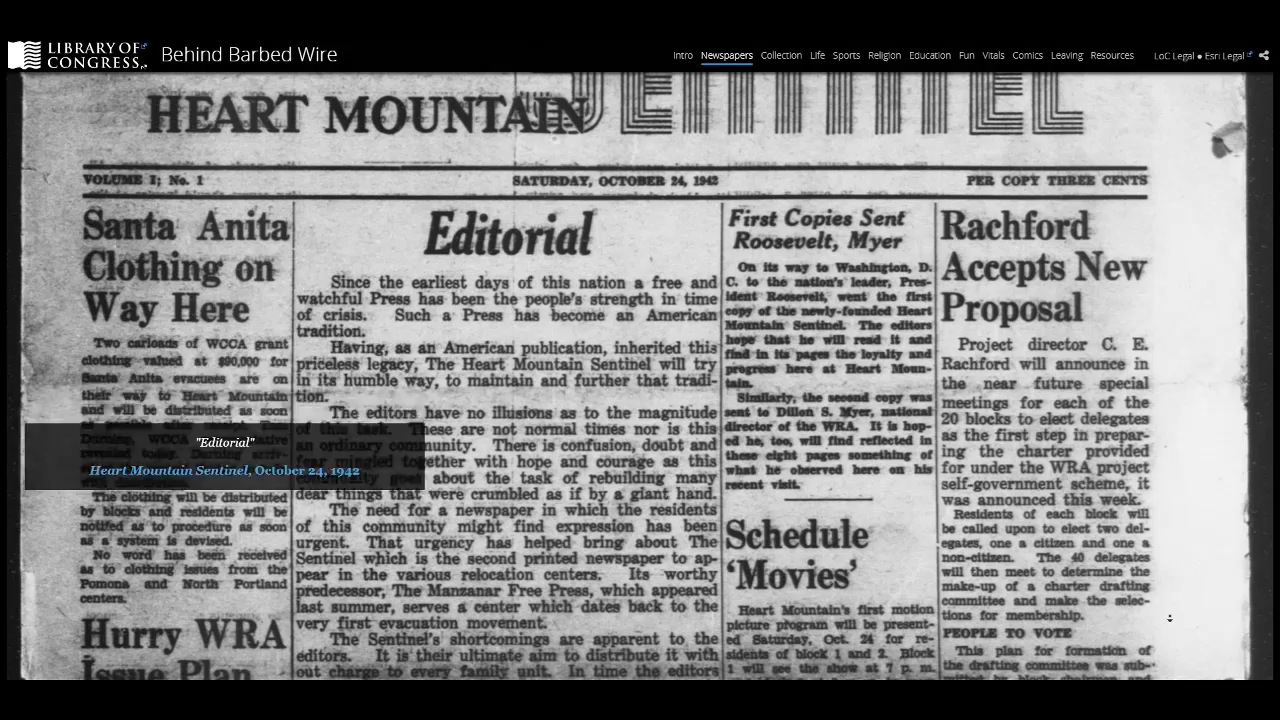 LIBRARY OF
CONGRESS
Behind Barbed Wire
Intro Newspapers Collection Life Sports Religion Education Fun Vitals Comics Leaving Resources LoC Legal ● Esri Legal
HEART MOUNTAIN SENTINEL
VOLUME I; No. 1 SATURDAY, OCTOBER 24, 1942 PER COPY THREE CENTS
Santa Anita
Clothing on
Way Here
Two carloads of WCCA grant
clothing valued at $90,000 for
Santa Anita evacuees are on
their way to Heart Mountain
and will be distributed as soon
"Editorial"
Heart Mountain Sentinel, October 24, 1942
The clothing will be distributed
by blocks and residents will be
notified as to procedure as soon
as a system is devised.
No word has been received
as to clothing issues from the
Pomona and North Portland
centers.
Hurry WRA
Issue Plan
Editorial
Since the earliest days of this nation a free and
watchful Press has been the people's strength in time
of crisis. Such a Press has become an American
tradition.
Having, as an American publication, inherited this
priceless legacy, The Heart Mountain Sentinel will try
in its humble way, to maintain and further that tradi-
tion.
The editors have no illusions as to the magnitude
of this task. These are not normal times nor is this
an ordinary community. There is confusion, doubt and
fear mingled together with hope and courage as this
community goes about the task of rebuilding many
dear things that were crumbled as if by a giant hand.
The need for a newspaper in which the residents
of this community might find expression has been
urgent. That urgency has helped bring about The
Sentinel which is the second printed newspaper to ap-
pear in the various relocation centers. Its worthy
predecessor, The Manzanar Free Press, which appeared
last summer, serves a center which dates back to the
very first evacuation movement.
The Sentinel's shortcomings are apparent to the
editors. It is their ultimate aim to distribute it with
out charge to every family unit. In time the editors
First Copies Sent
Roosevelt, Myer
On its way to Washington, D.
C. to the nation's leader, Pres-
ident Roosevelt, went the first
copy of the newly-founded Heart
Mountain Sentinel. The editors
hope that he will read it and
find in its pages the loyalty and
progress here at Heart Moun-
tain.
Similarly, the second copy was
sent to Dillon S. Myer, national
director of the WRA. It is hop-
ed he, too, will find reflected in
these eight pages something of
what he observed here on his
recent visit.
Schedule
'Movies'
Heart Mountain's first motion
picture program will be present-
ed Saturday, Oct. 24 for re-
sidents of block 1 and 2. Block
1 will see the show at 7 p. m.
Rachford
Accepts New
Proposal
Project director C. E.
Rachford will announce in
the near future special
meetings for each of the
20 blocks to elect delegates
as the first step in prepar-
ing the charter provided
for under the WRA project
self-government scheme, it
was announced this week.
Residents of each block will
be called upon to elect two del-
egates, one a citizen and one a
non-citizen. The 40 delegates
will then meet to determine the
make-up of a charter drafting
committee and make the selec-
tions for membership.
PEOPLE TO VOTE
This plan for formation of
the drafting committee was sub-